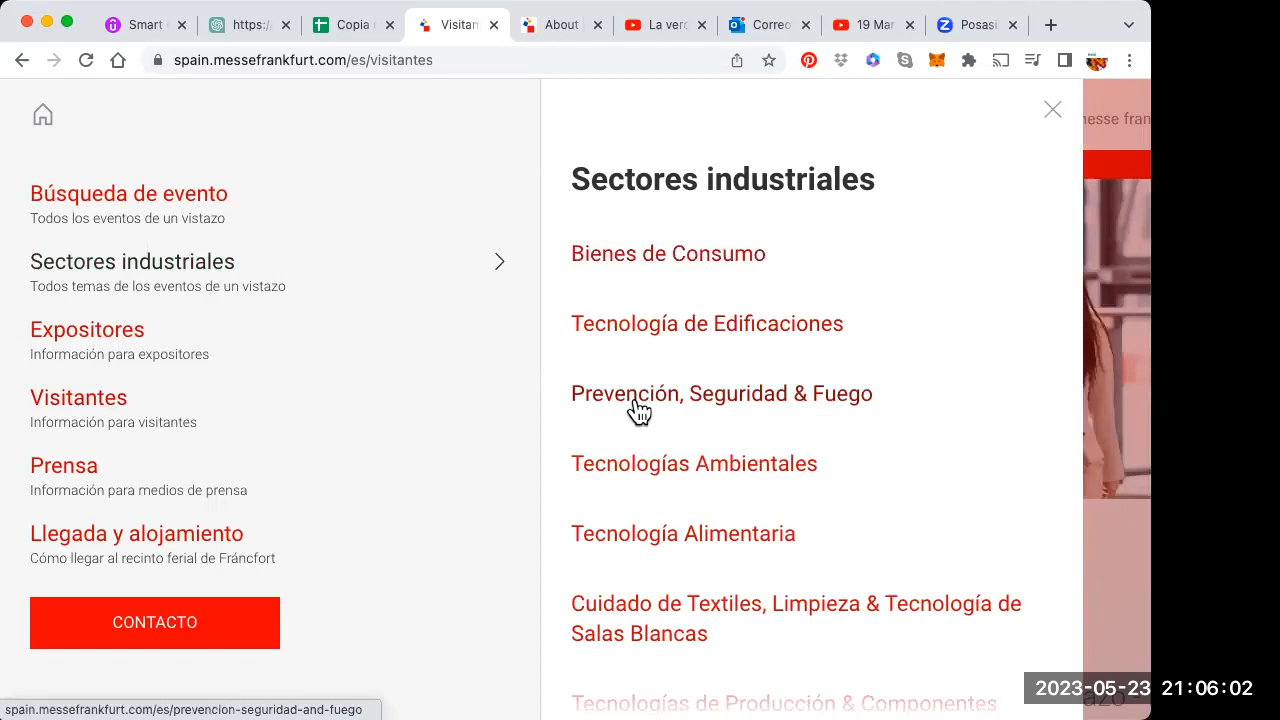 Smart
https:/
Copia
Visitan
About
La verd
Correo
19 Mar
Posasi
spain.messefrankfurt.com/es/visitantes
Búsqueda de evento
Todos los eventos de un vistazo
Sectores industriales
Todos temas de los eventos de un vistazo
Expositores
Información para expositores
Visitantes
Información para visitantes
Prensa
Información para medios de prensa
Llegada y alojamiento
Cómo llegar al recinto ferial de Fráncfort
CONTACTO
Sectores industriales
Bienes de Consumo
Tecnología de Edificaciones
Prevención, Seguridad & Fuego
Tecnologías Ambientales
Tecnología Alimentaria
Cuidado de Textiles, Limpieza & Tecnología de
Salas Blancas
Tecnologías de Producción & Componentes
messe fran
2023-05-23 21:06:02
spain.messefrankfurt.com/es/prevencion-seguridad-and-fuego